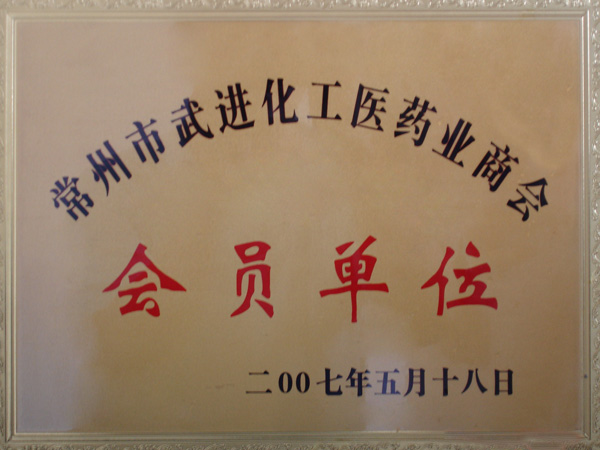 常州市武进化工医药业商会
会员单位
二00七年五月十八日